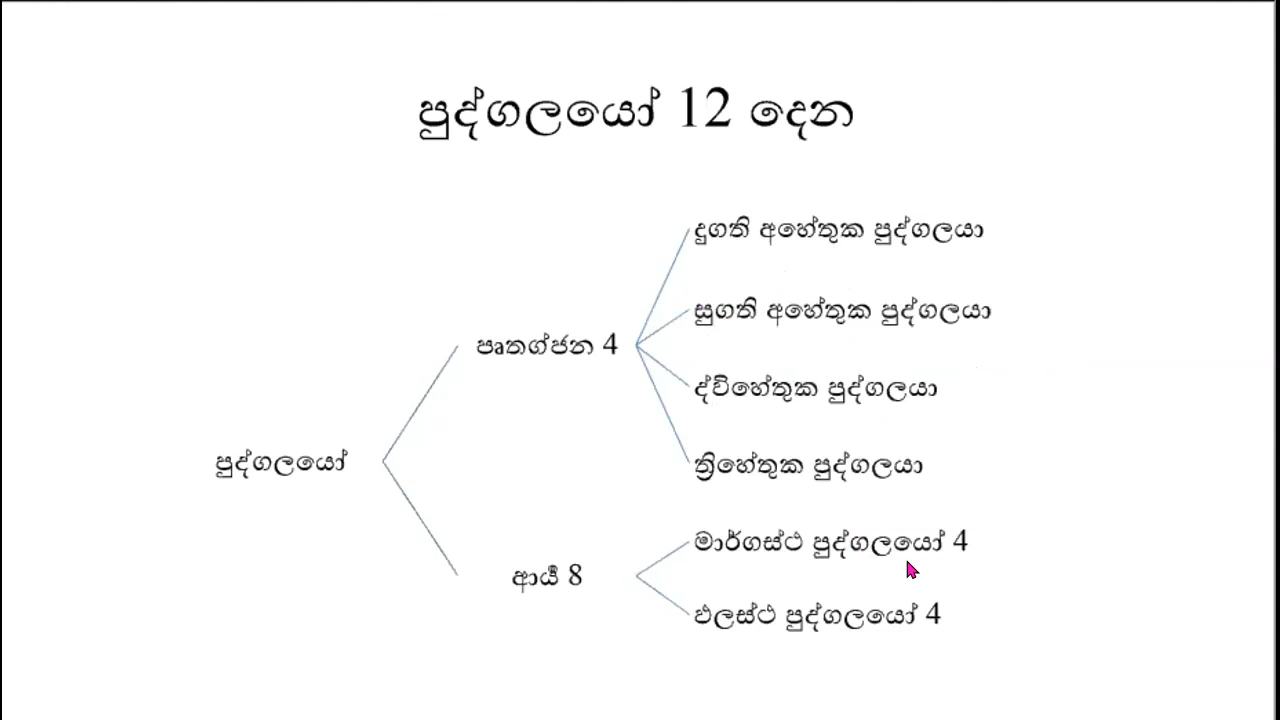 පුද්ගලයෝ 12 දෙන
දුගති අහේතුක පුද්ගලයා
සුගති අහේතුක පුද්ගලයා
පෘතග්ජන 4
ද්විහේතුක පුද්ගලයා
පුද්ගලයෝ
ත්‍රිහේතුක පුද්ගලයා
මාර්ගස්ථ පුද්ගලයෝ 4
ආර්‍ය 8
ඵලස්ථ පුද්ගලයෝ 4